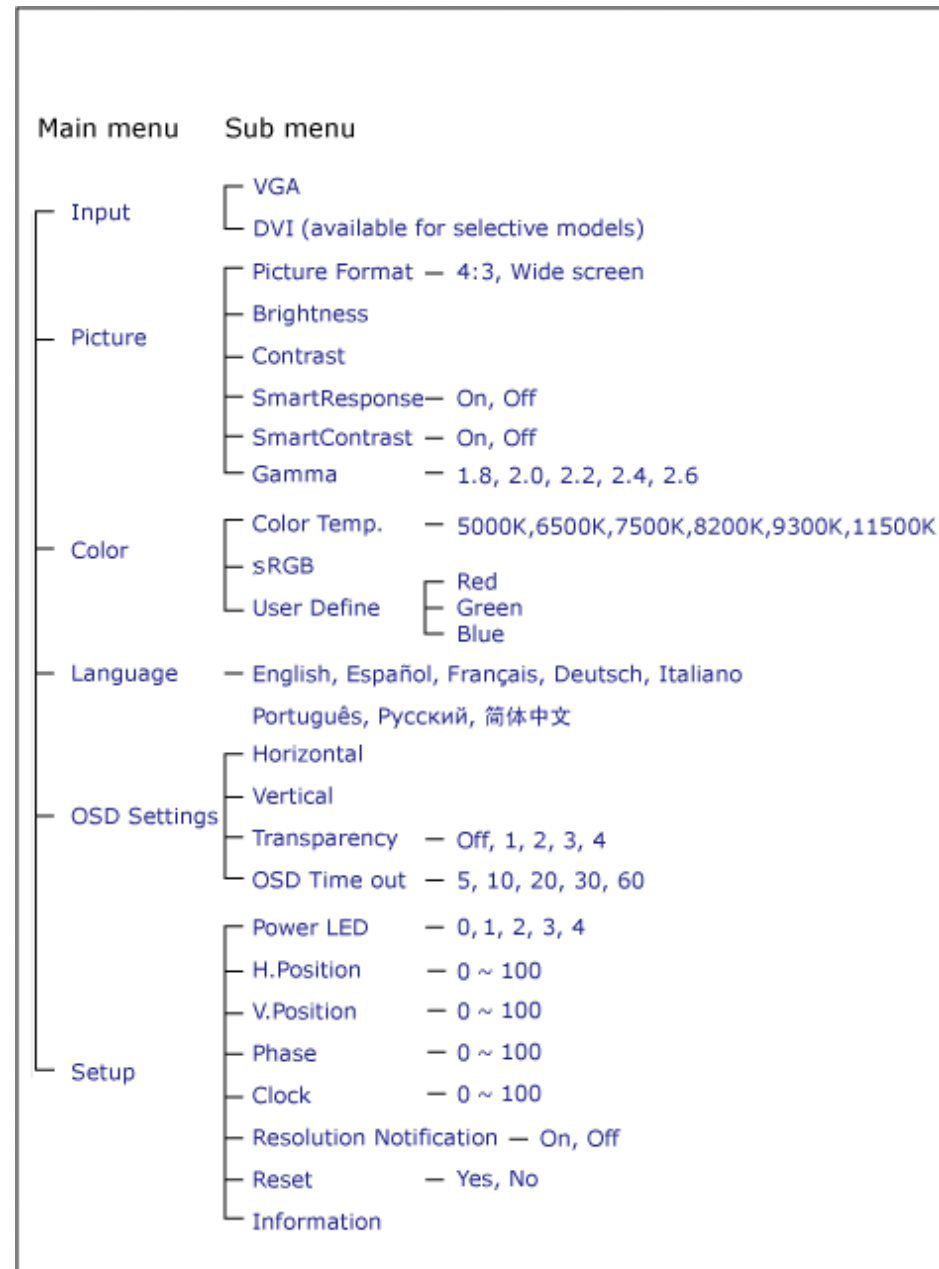 Main menu Sub menu
Input
VGA
DVI (available for selective models)
Picture
Picture Format — 4:3, Wide screen
Brightness
Contrast
SmartResponse — On, Off
SmartContrast — On, Off
Gamma — 1.8, 2.0, 2.2, 2.4, 2.6
Color
Color Temp. — 5000K,6500K,7500K,8200K,9300K,11500K
sRGB
User Define
Red
Green
Blue
Language — English, Español, Français, Deutsch, Italiano
Português, Русский, 简体中文
OSD Settings
Horizontal
Vertical
Transparency — Off, 1, 2, 3, 4
OSD Time out — 5, 10, 20, 30, 60
Setup
Power LED — 0, 1, 2, 3, 4
H.Position — 0 ~ 100
V.Position — 0 ~ 100
Phase — 0 ~ 100
Clock — 0 ~ 100
Resolution Notification — On, Off
Reset — Yes, No
Information